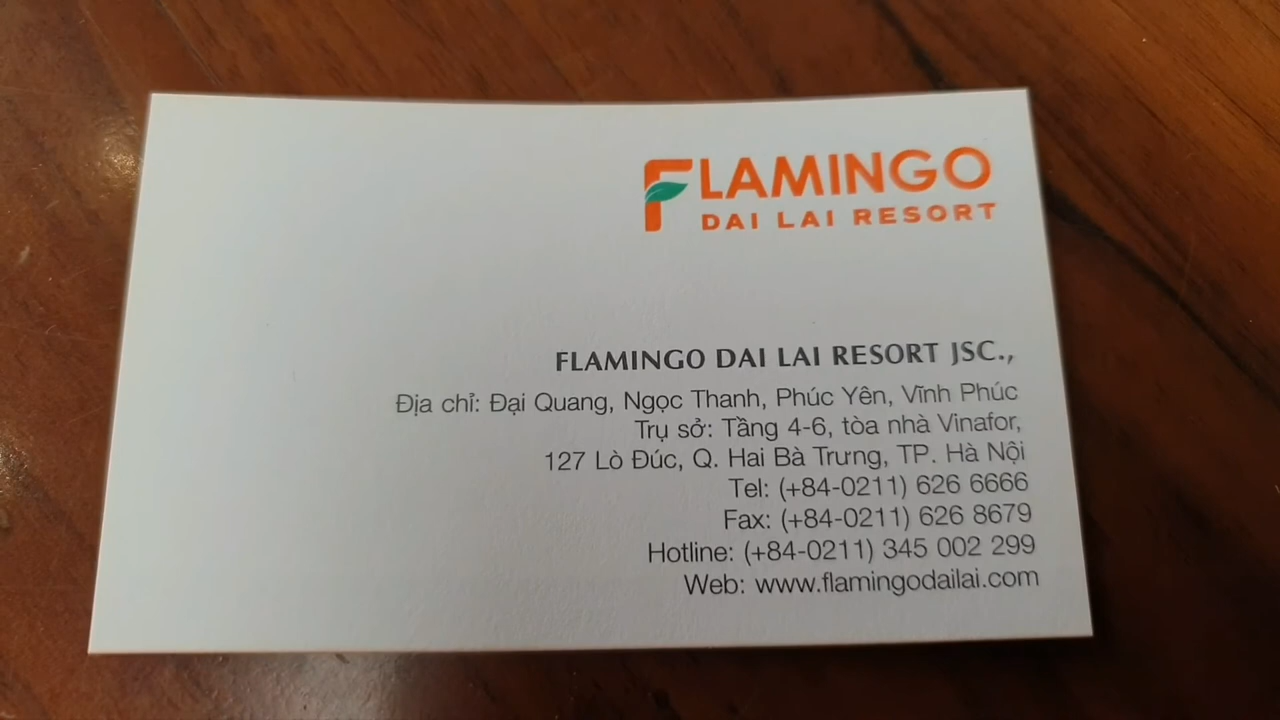 FLAMINGO
DAI LAI RESORT
FLAMINGO DAI LAI RESORT JSC.,
Địa chỉ: Đại Quang, Ngọc Thanh, Phúc Yên, Vĩnh Phúc
Trụ sở: Tầng 4-6, tòa nhà Vinafor,
127 Lò Đúc, Q. Hai Bà Trưng, TP. Hà Nội
Tel: (+84-0211) 626 6666
Fax: (+84-0211) 626 8679
Hotline: (+84-0211) 345 002 299
Web: www.flamingodailai.com